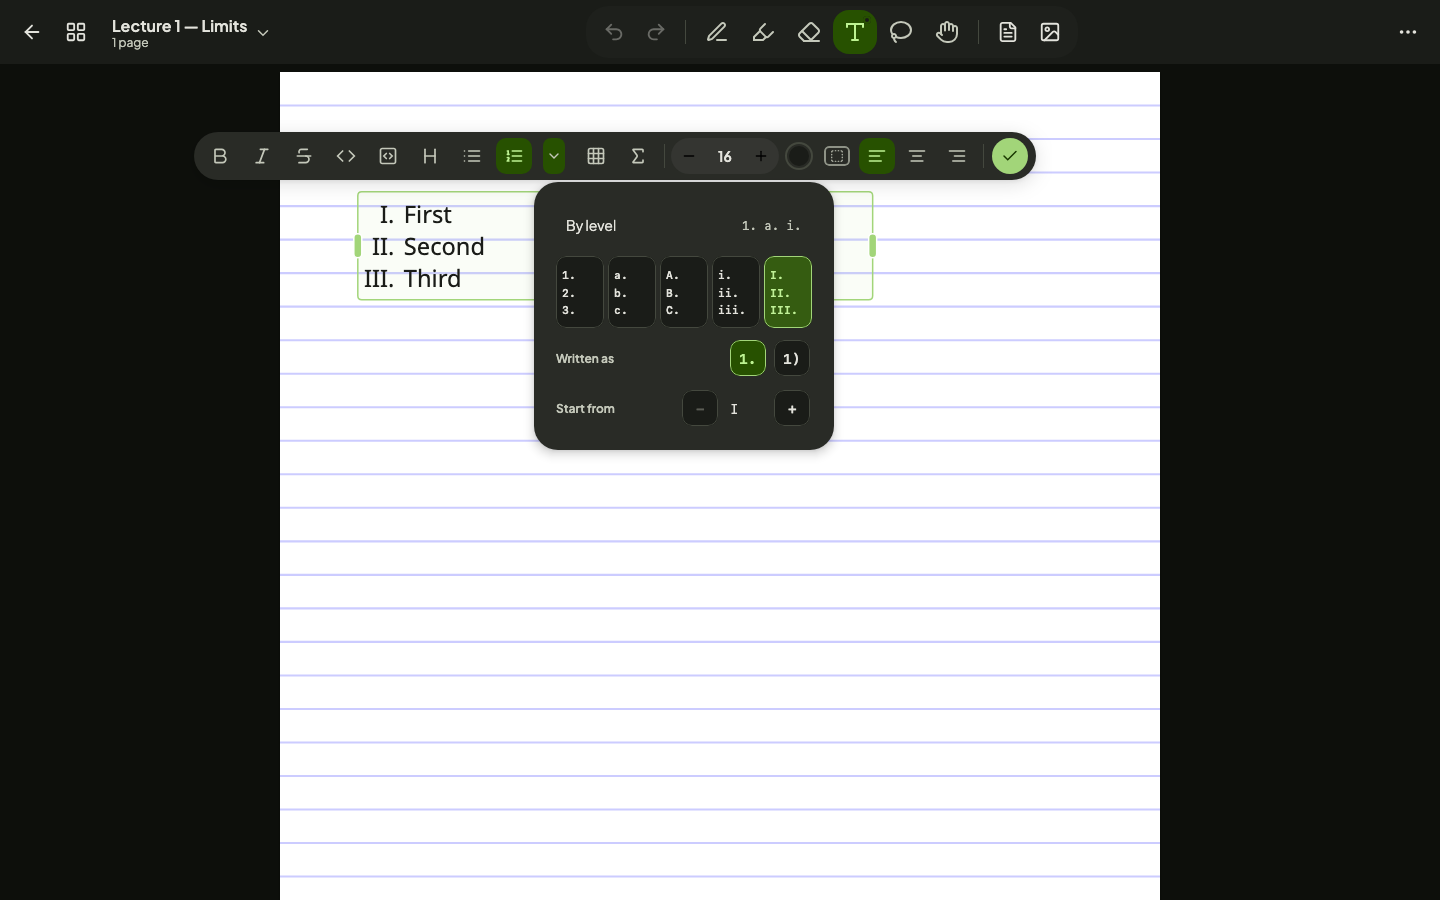 Lecture 1 — Limits
1 page
16
I. First
II. Second
III. Third
By level 1. a. i.
1. a. A. i. I.
2. b. B. ii. II.
3. c. C. iii. III.
Written as 1. 1)
Start from − I +